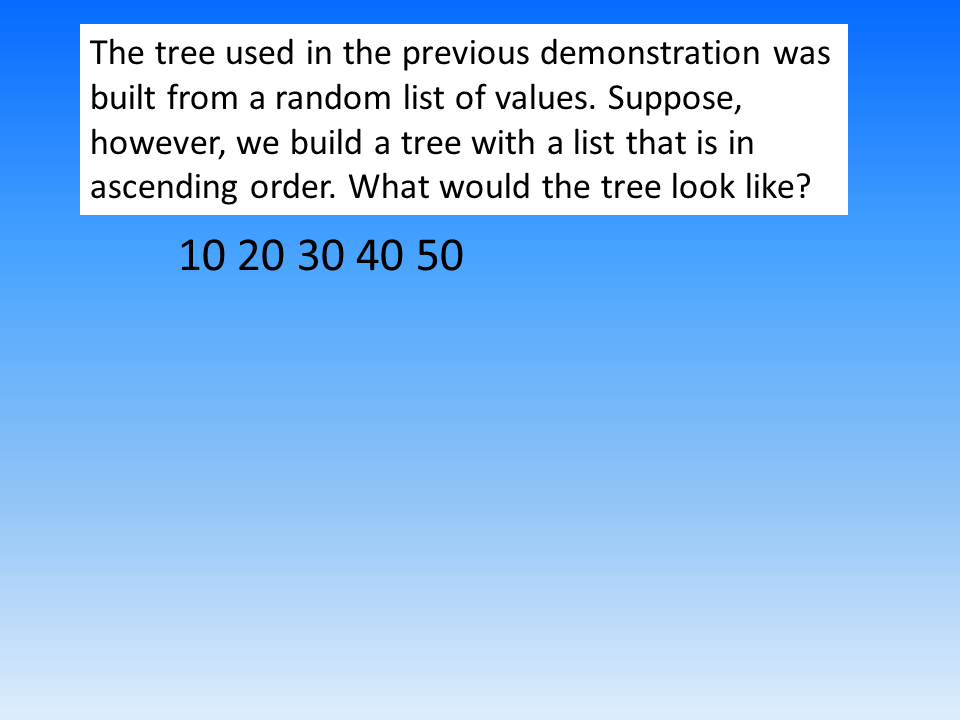 The tree used in the previous demonstration was
built from a random list of values. Suppose,
however, we build a tree with a list that is in
ascending order. What would the tree look like?
10 20 30 40 50